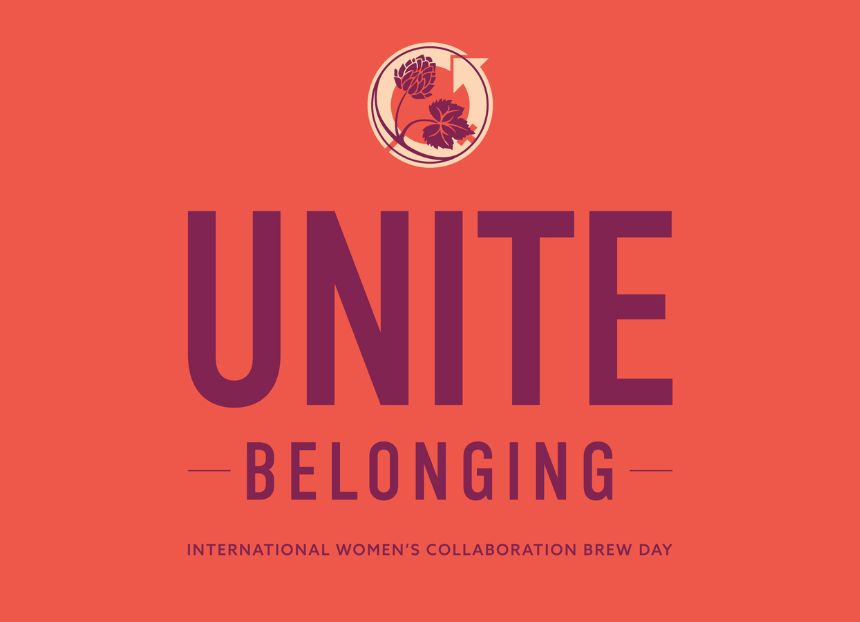 UNITE
BELONGING
INTERNATIONAL WOMEN'S COLLABORATION BREW DAY